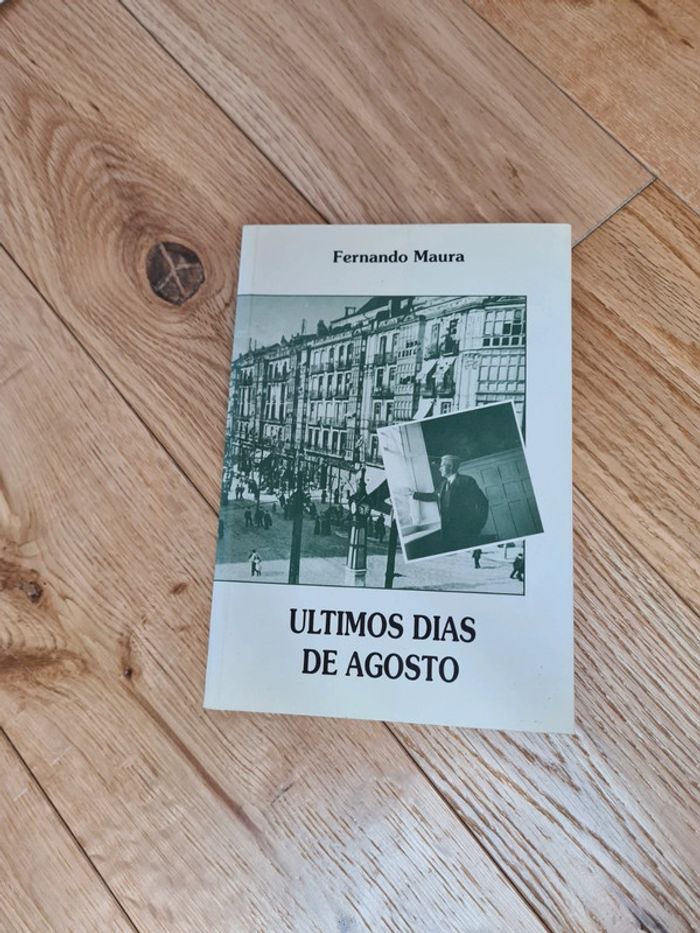 Fernando Maura
ULTIMOS DIAS
DE AGOSTO